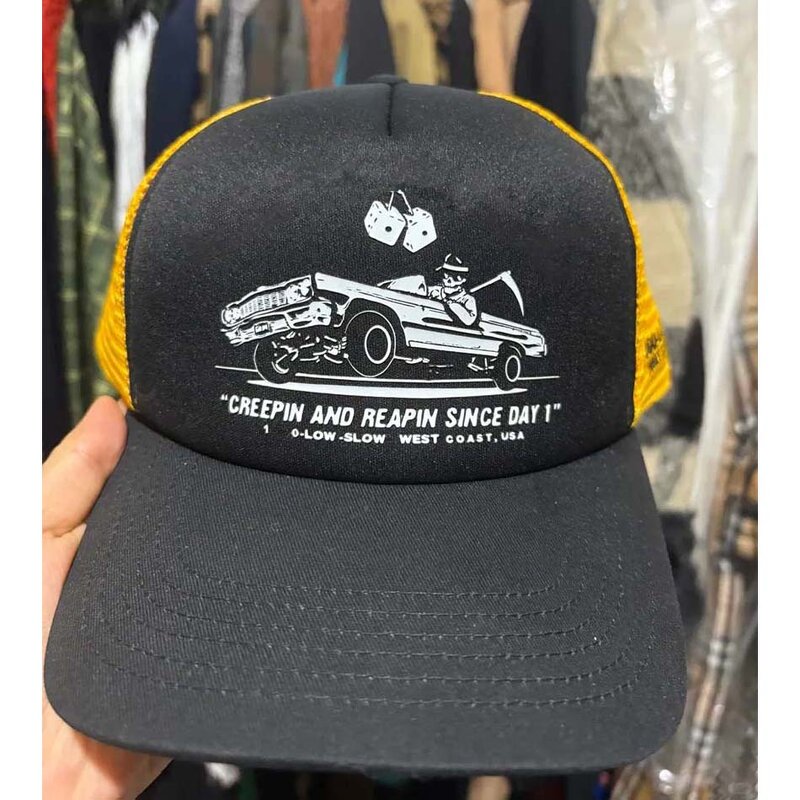 "CREEPIN AND REAPIN SINCE DAY 1"
1 0-LOW-SLOW WEST COAST, USA